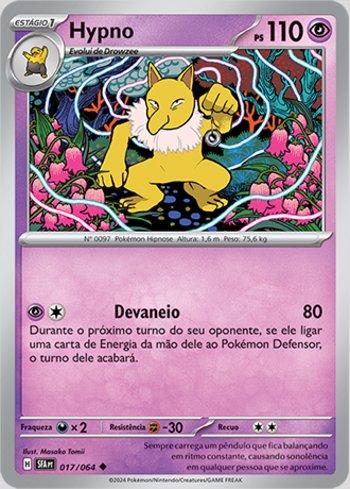 ESTÁGIO 1
Hypno
PS 110
Evolui de Drowzee
Nº 0097 Pokémon Hipnose Altura: 1,6 m Peso: 75,6 kg
Devaneio 80
Durante o próximo turno do seu oponente, se ele ligar
uma carta de Energia da mão dele ao Pokémon Defensor,
o turno dele acabará.
Fraqueza x2 Resistência -30 Recuo
Ilust. Masako Tomii
H SFA PT 017/064
Sempre carrega um pêndulo que fica balançando
em ritmo constante, causando sonolência
em qualquer pessoa que se aproximar.
©2024 Pokémon/Nintendo/Creatures/GAME FREAK